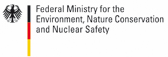 Federal Ministry for the
Environment, Nature Conservation
and Nuclear Safety